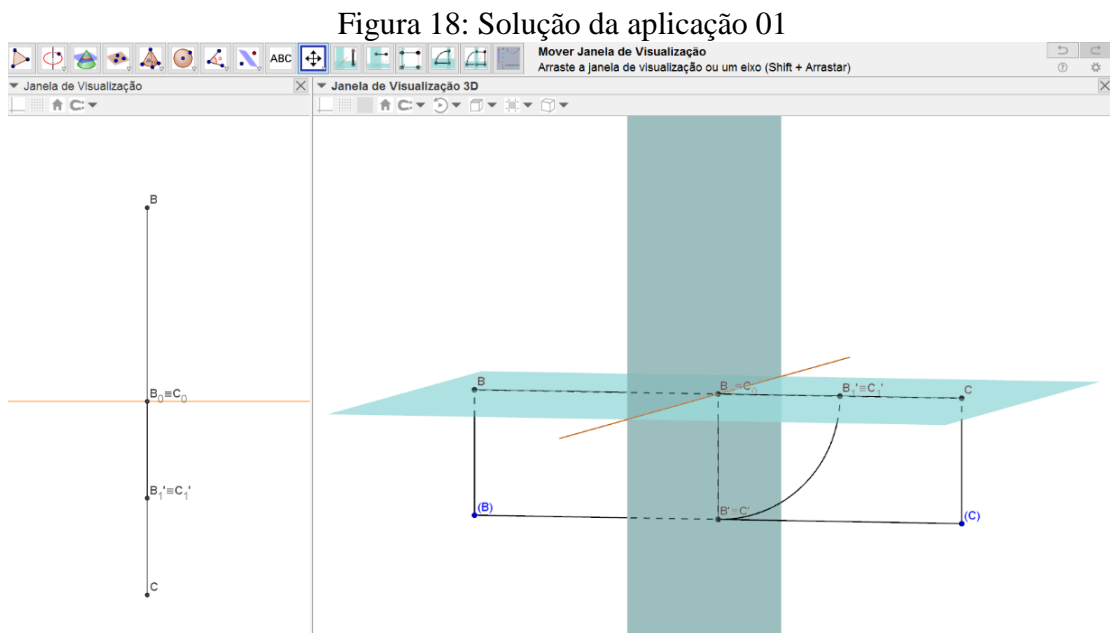 Figura 18: Solução da aplicação 01
ABC
Mover Janela de Visualização
Arraste a janela de visualização ou um eixo (Shift + Arrastar)
Janela de Visualização
Janela de Visualização 3D
B
B₀≡C₀
B₁'≡C₁'
C
B
B₀≡C₀
B₁'≡C₁'
C
(B)
B'≡C'
(C)